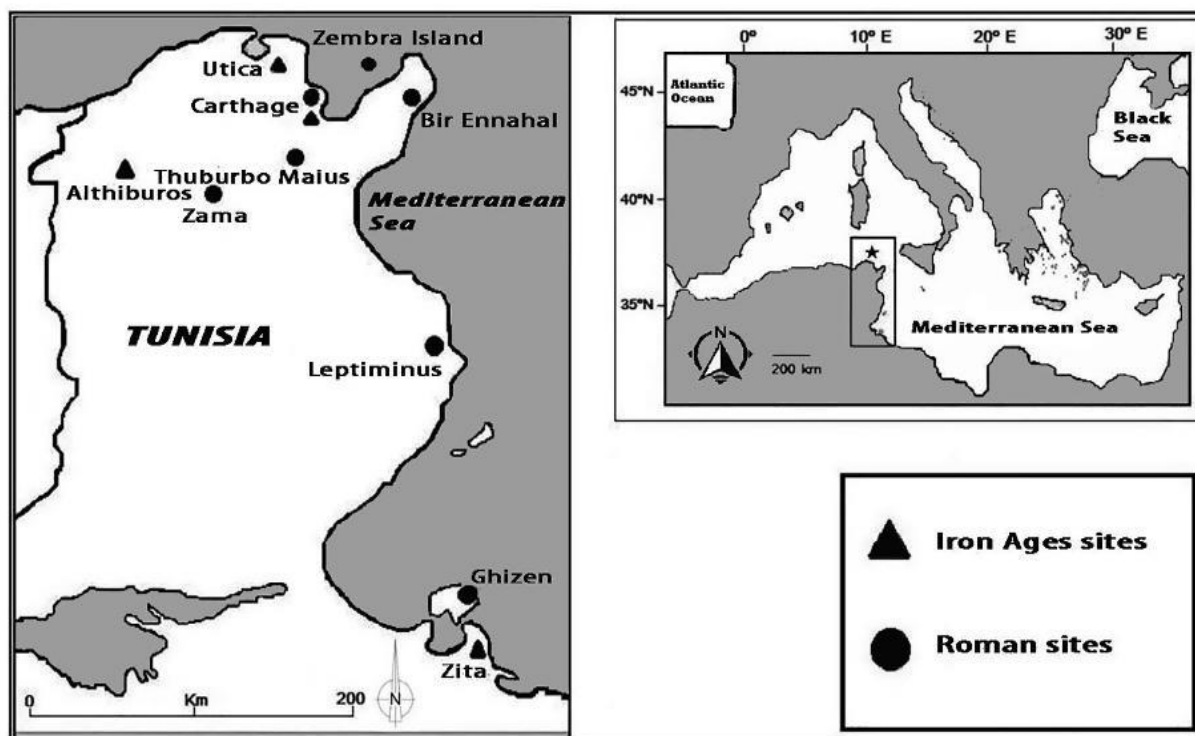 Zembra Island
Utica
Carthage
Bir Ennahal
Thuburbo Maius
Althiburos
Zama
Mediterranean
Sea
TUNISIA
Leptiminus
Ghizen
Zita
0 Km 200
N
0° 10° E 20° E 30° E
45°N
40°N
35°N
Atlantic
Ocean
Black
Sea
Mediterranean Sea
N
200 km
Iron Ages sites
Roman sites